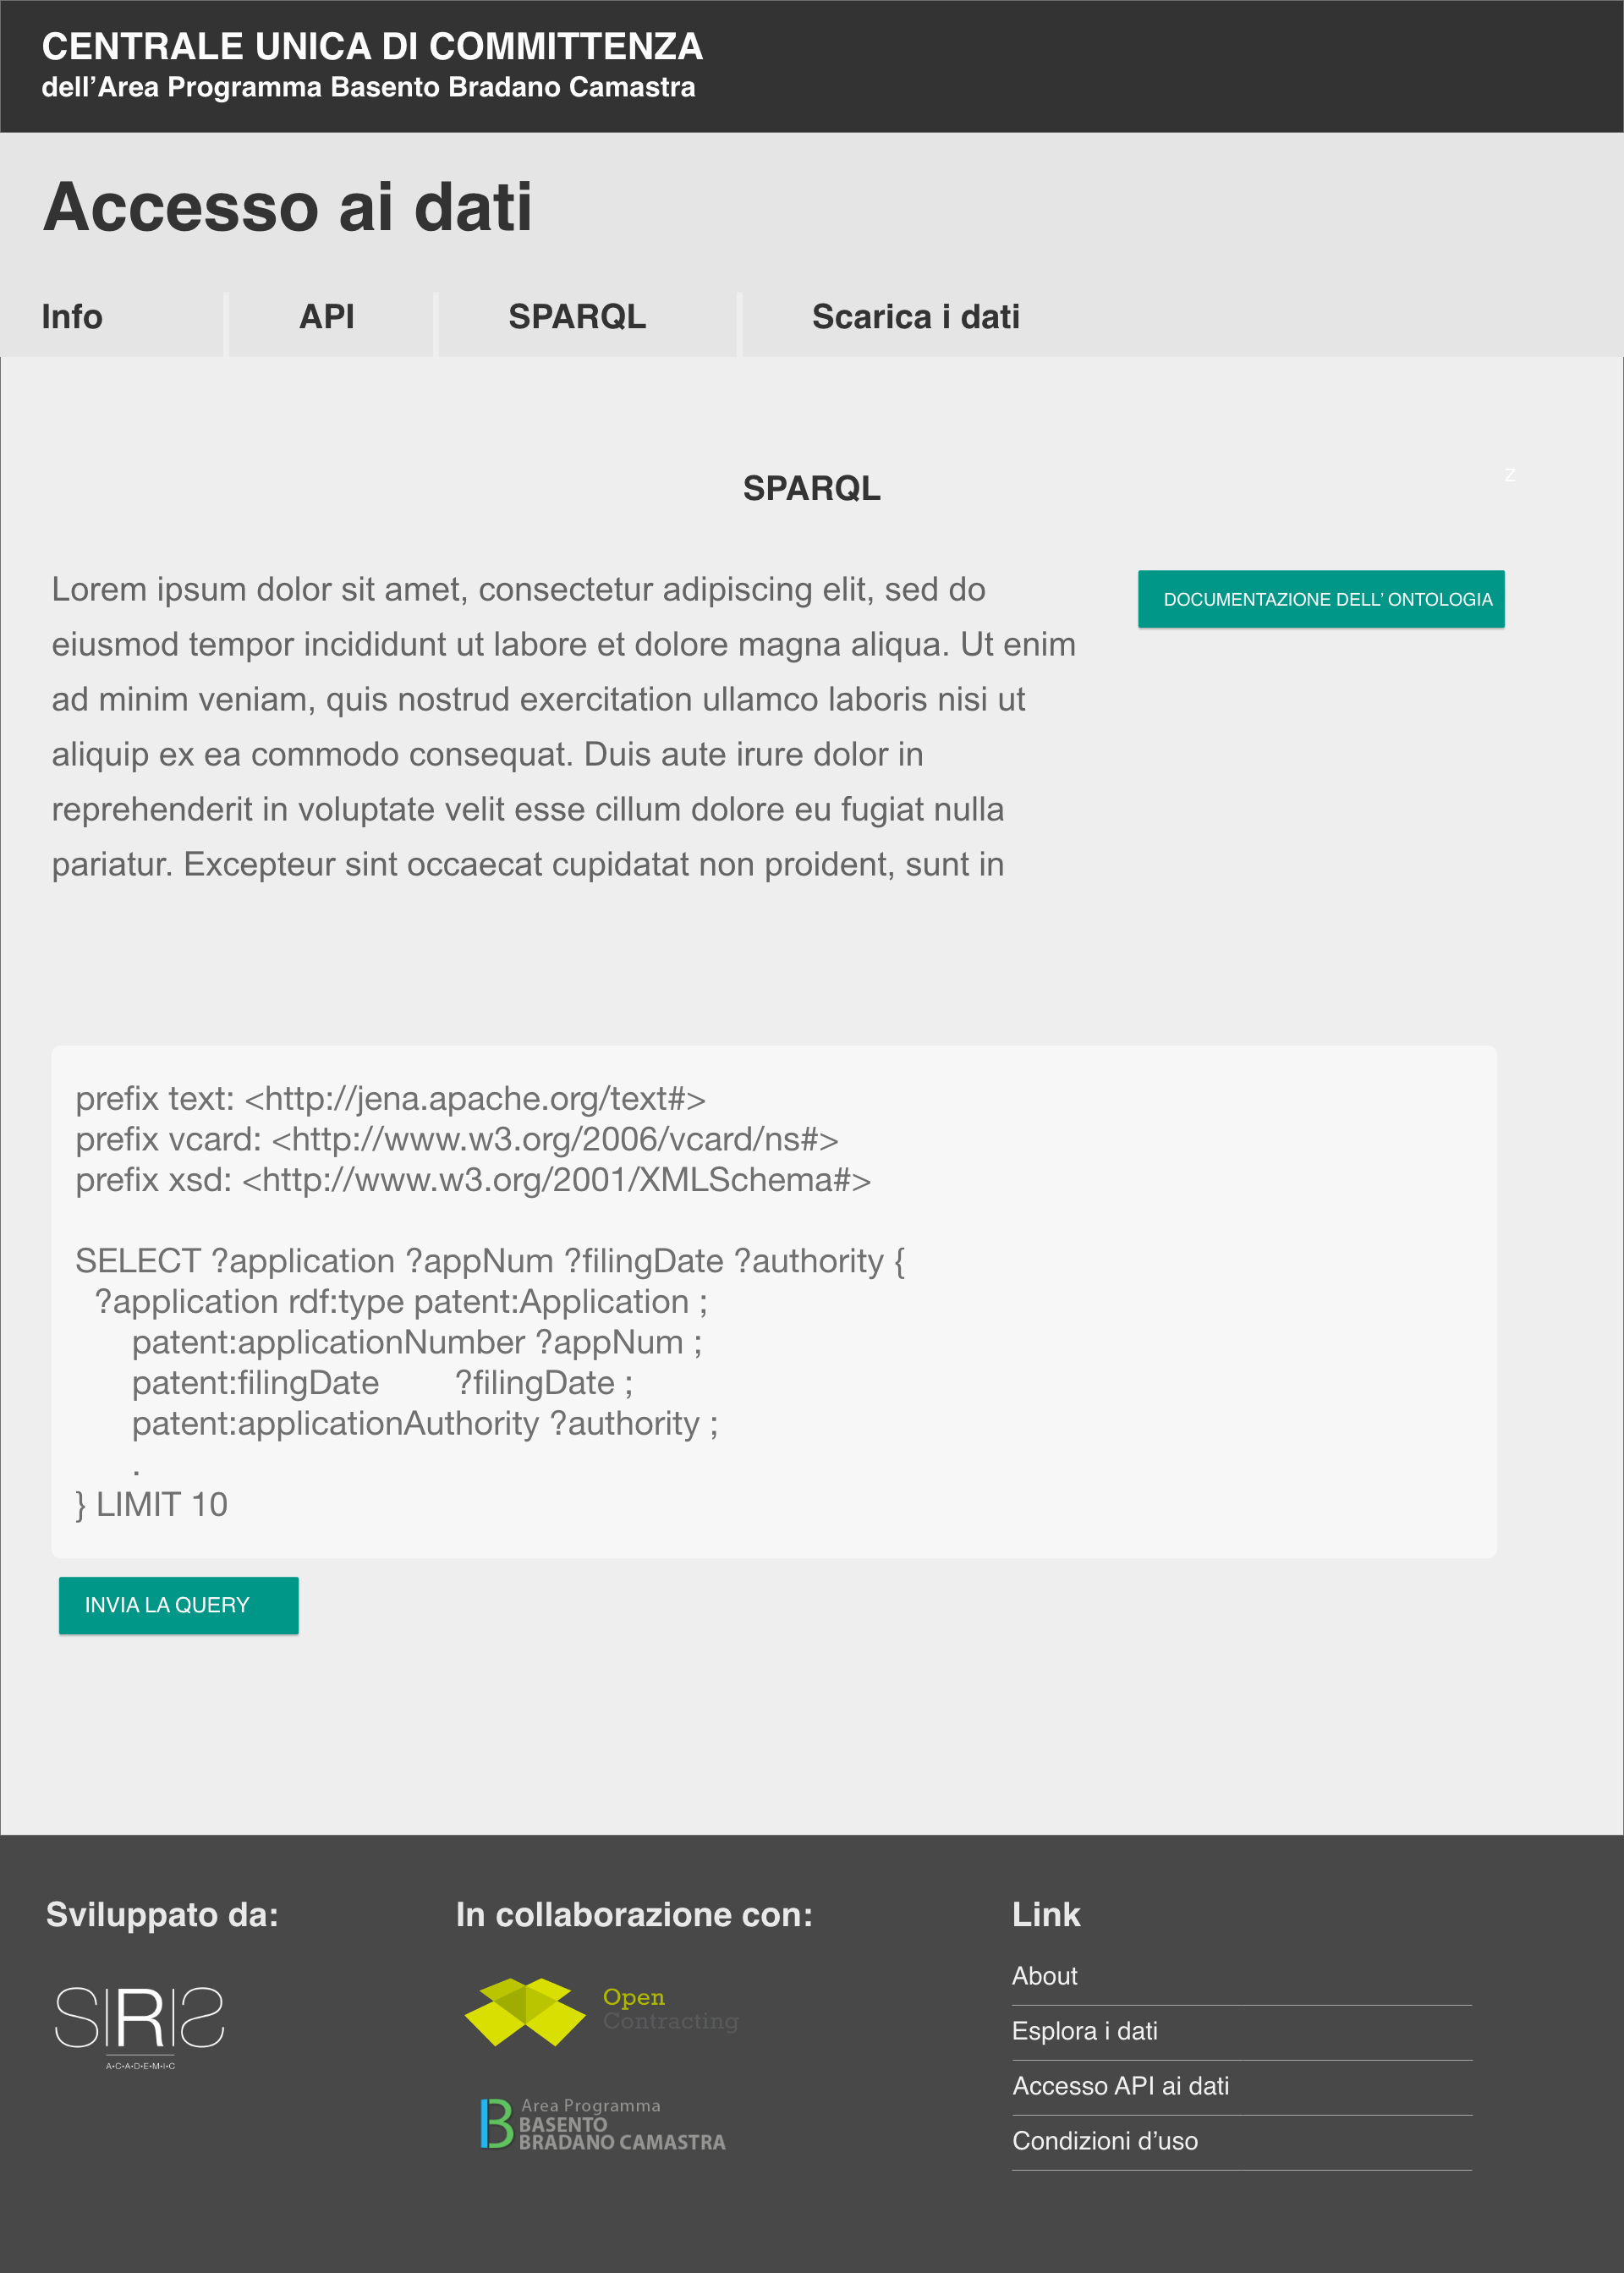 CENTRALE UNICA DI COMMITTENZA
dell’Area Programma Basento Bradano Camastra
Accesso ai dati
Info
API
SPARQL
Scarica i dati
z
SPARQL
Lorem ipsum dolor sit amet, consectetur adipiscing elit, sed do
eiusmod tempor incididunt ut labore et dolore magna aliqua. Ut enim
ad minim veniam, quis nostrud exercitation ullamco laboris nisi ut
aliquip ex ea commodo consequat. Duis aute irure dolor in
reprehenderit in voluptate velit esse cillum dolore eu fugiat nulla
pariatur. Excepteur sint occaecat cupidatat non proident, sunt in
DOCUMENTAZIONE DELL’ ONTOLOGIA
prefix text: <http://jena.apache.org/text#>
prefix vcard: <http://www.w3.org/2006/vcard/ns#>
prefix xsd: <http://www.w3.org/2001/XMLSchema#>
SELECT ?application ?appNum ?filingDate ?authority {
?application rdf:type patent:Application ;
patent:applicationNumber ?appNum ;
patent:filingDate ?filingDate ;
patent:applicationAuthority ?authority ;
.
} LIMIT 10
INVIA LA QUERY
Sviluppato da:
S|R|S
A•C•A•D•E•M•I•C
In collaborazione con:
Open
Contracting
B
Area Programma
BASENTO
BRADANO CAMASTRA
Link
About
Esplora i dati
Accesso API ai dati
Condizioni d’uso